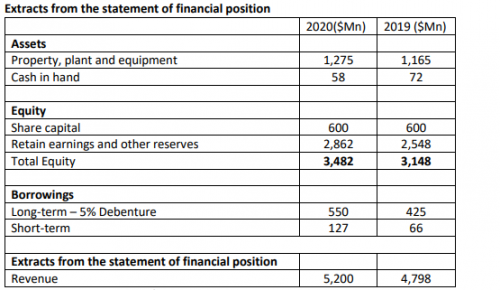 Extracts from the statement of financial position
2020($Mn) 2019 ($Mn)
Assets
Property, plant and equipment 1,275 1,165
Cash in hand 58 72
Equity
Share capital 600 600
Retain earnings and other reserves 2,862 2,548
Total Equity 3,482 3,148
Borrowings
Long-term – 5% Debenture 550 425
Short-term 127 66
Extracts from the statement of financial position
Revenue 5,200 4,798